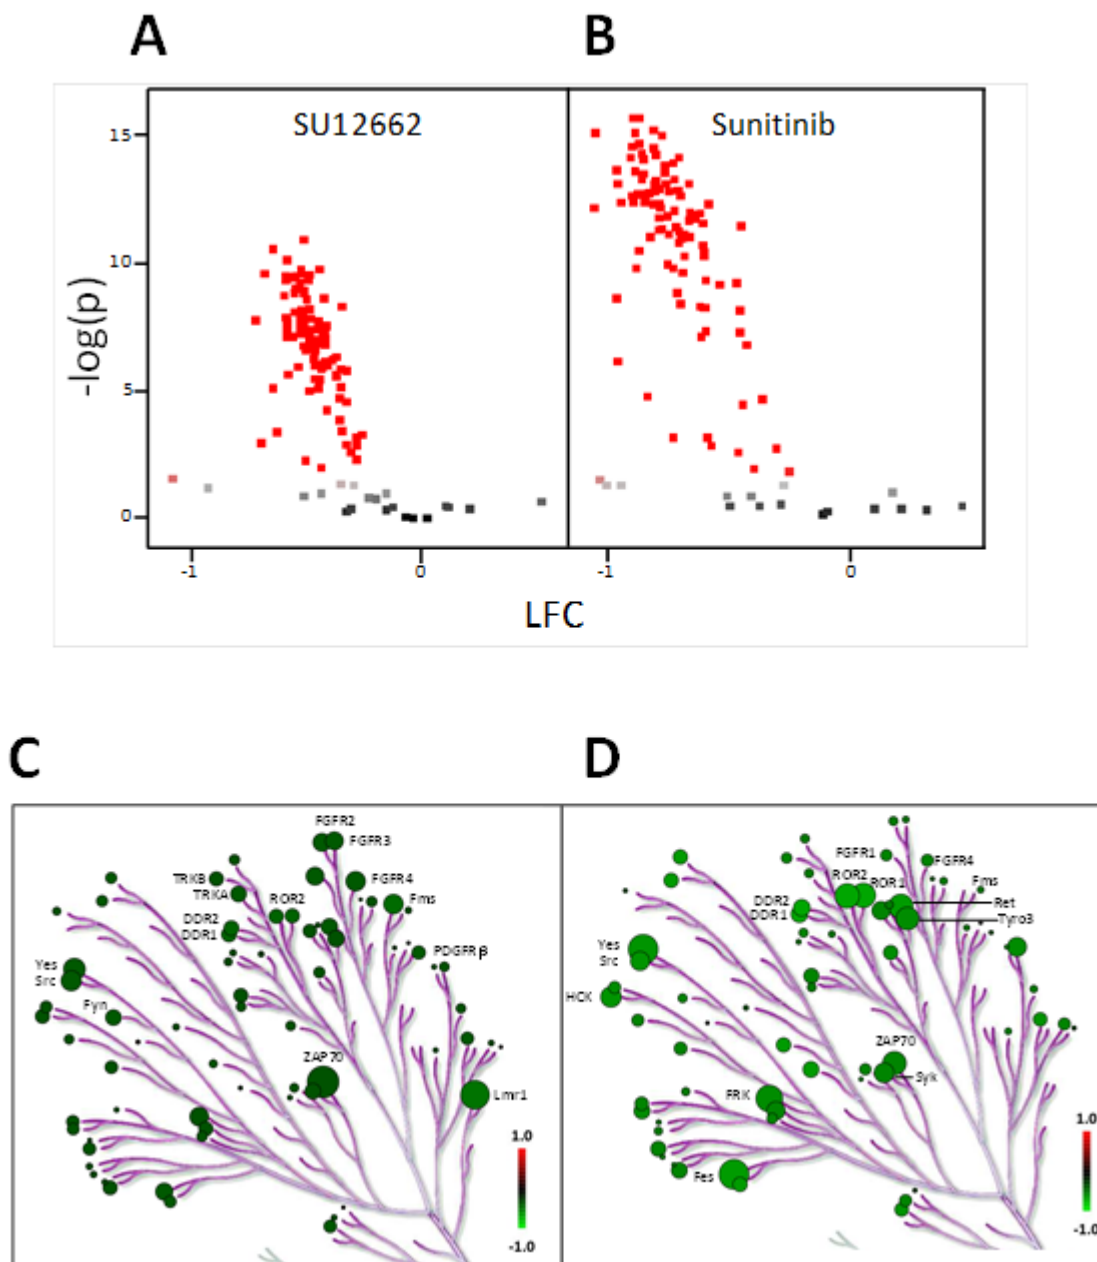 A
B
SU12662
Sunitinib
15
10
5
0
-log(p)
-1
0
-1
0
LFC
C
D
FGFR2
FGFR3
TRKB
TRKA
ROR2
FGFR4
Fms
DDR2
DDR1
PDGFRβ
Yes
Src
Fyn
ZAP70
Lmr1
1.0
-1.0
FGFR1
FGFR4
ROR2
ROR1
Fms
DDR2
DDR1
Ret
Tyro3
Yes
Src
HCK
ZAP70
Syk
FRK
Fes
1.0
-1.0